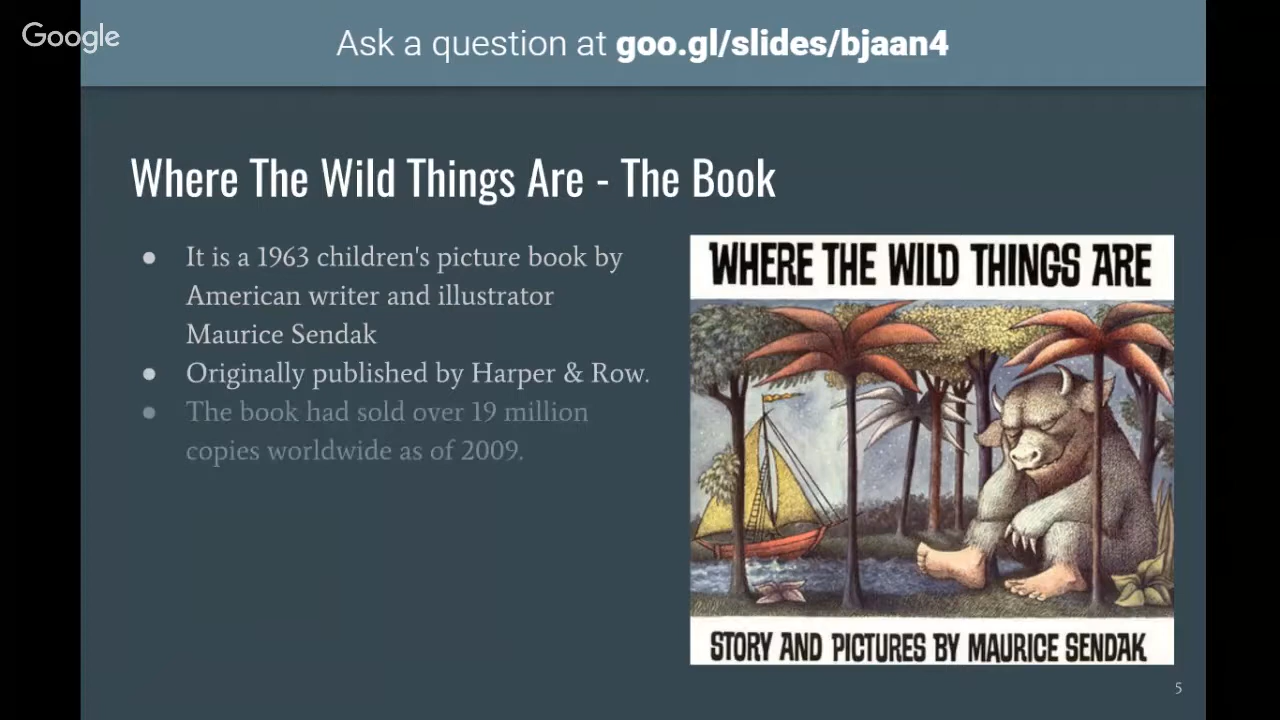 Google
Ask a question at goo.gl/slides/bjaan4
Where The Wild Things Are - The Book
● It is a 1963 children's picture book by
American writer and illustrator
Maurice Sendak
● Originally published by Harper & Row.
● The book had sold over 19 million
copies worldwide as of 2009.
WHERE THE WILD THINGS ARE
STORY AND PICTURES BY MAURICE SENDAK
5